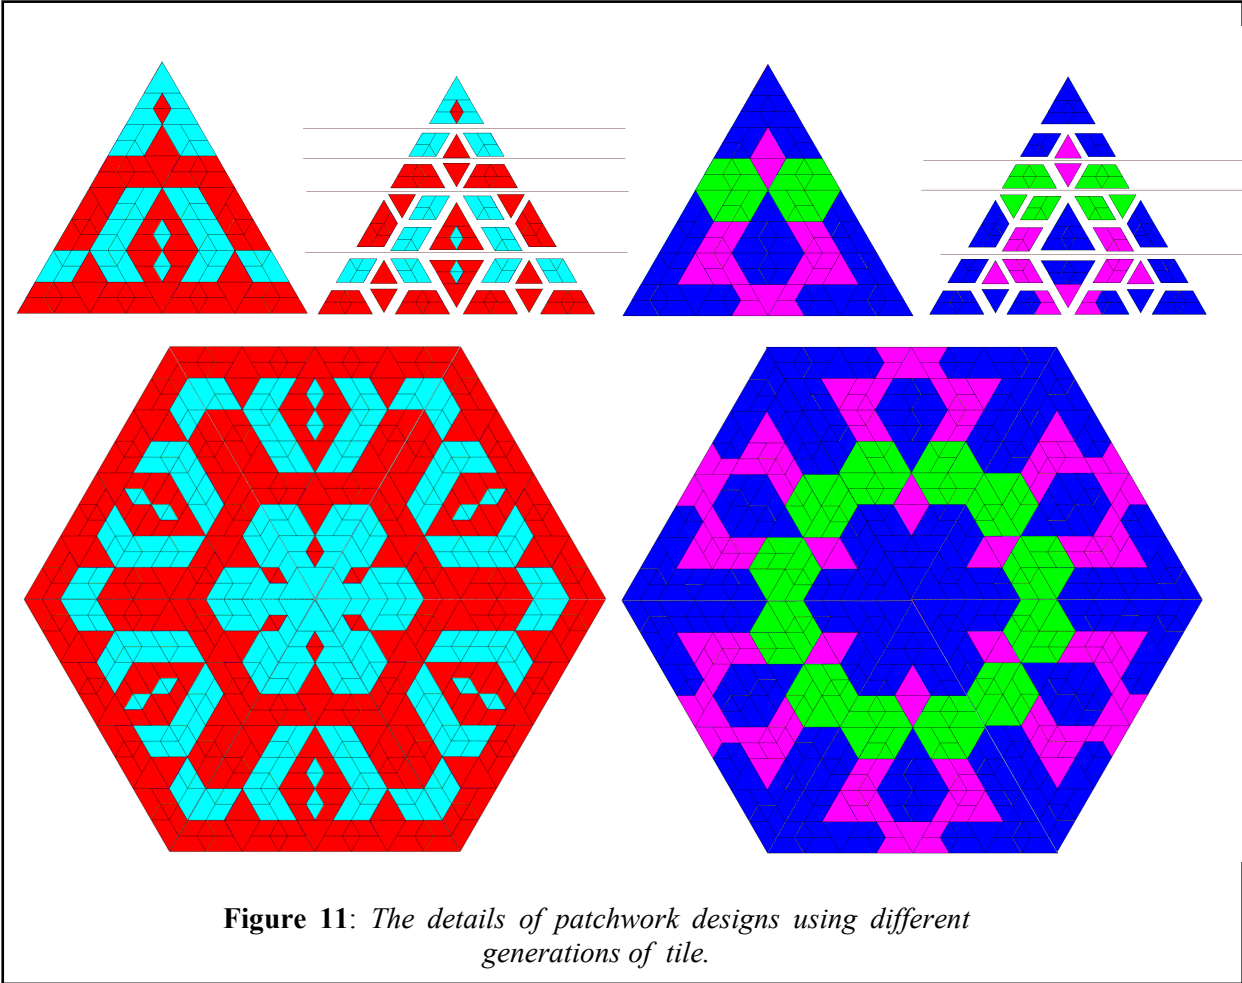 Figure 11: The details of patchwork designs using different
generations of tile.